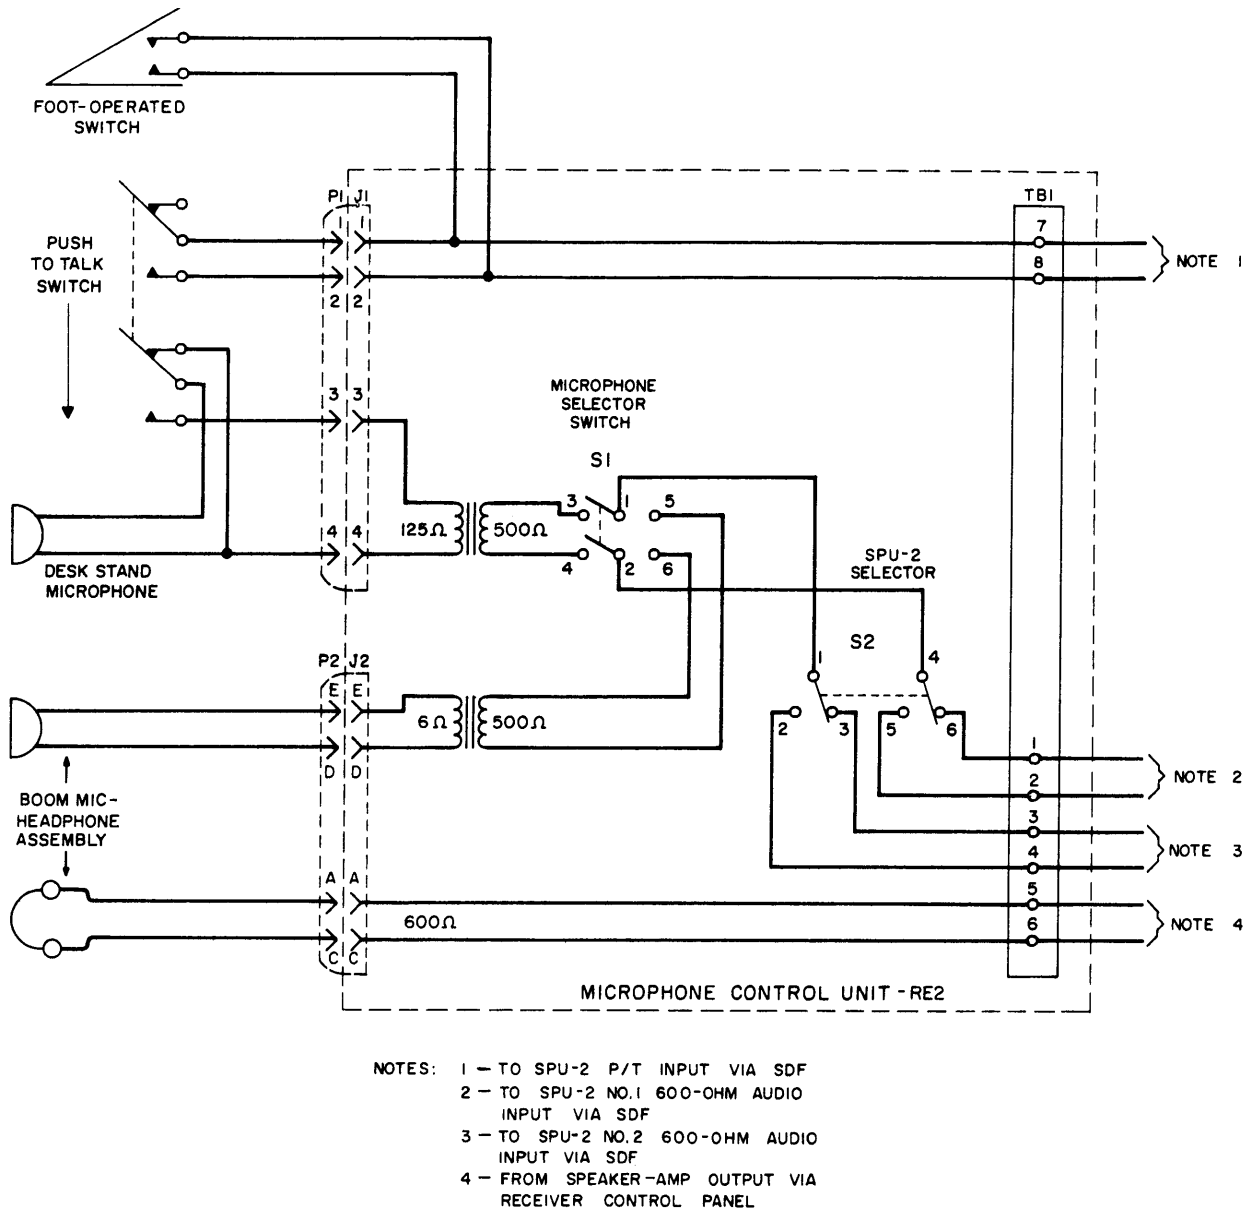 FOOT-OPERATED
SWITCH
P1 J1
1 1
2 2
TB1
7
8
NOTE 1
PUSH
TO TALK
SWITCH
3 3
4 4
MICROPHONE
SELECTOR
SWITCH
S1
3 1 5
4 2 6
125Ω 500Ω
DESK STAND
MICROPHONE
SPU-2
SELECTOR
S2
1 4
2 3 5 6
P2 J2
E E
D D
6Ω 500Ω
BOOM MIC-
HEADPHONE
ASSEMBLY
A A
C C
600Ω
1
2
NOTE 2
3
4
NOTE 3
5
6
NOTE 4
MICROPHONE CONTROL UNIT-RE2
NOTES: 1 — TO SPU-2 P/T INPUT VIA SDF
2 — TO SPU-2 NO.1 600-OHM AUDIO
INPUT VIA SDF
3 — TO SPU-2 NO.2 600-OHM AUDIO
INPUT VIA SDF
4 — FROM SPEAKER-AMP OUTPUT VIA
RECEIVER CONTROL PANEL